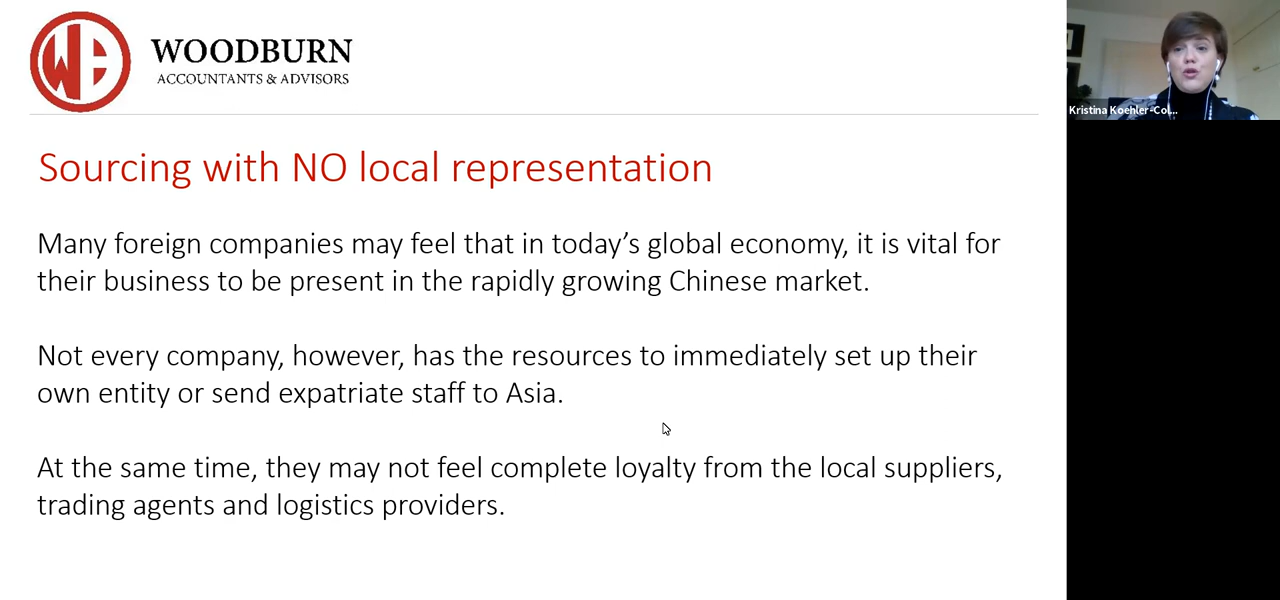 WOODBURN
ACCOUNTANTS & ADVISORS
Kristina Koehler-Col...
Sourcing with NO local representation
Many foreign companies may feel that in today’s global economy, it is vital for
their business to be present in the rapidly growing Chinese market.
Not every company, however, has the resources to immediately set up their
own entity or send expatriate staff to Asia.
At the same time, they may not feel complete loyalty from the local suppliers,
trading agents and logistics providers.